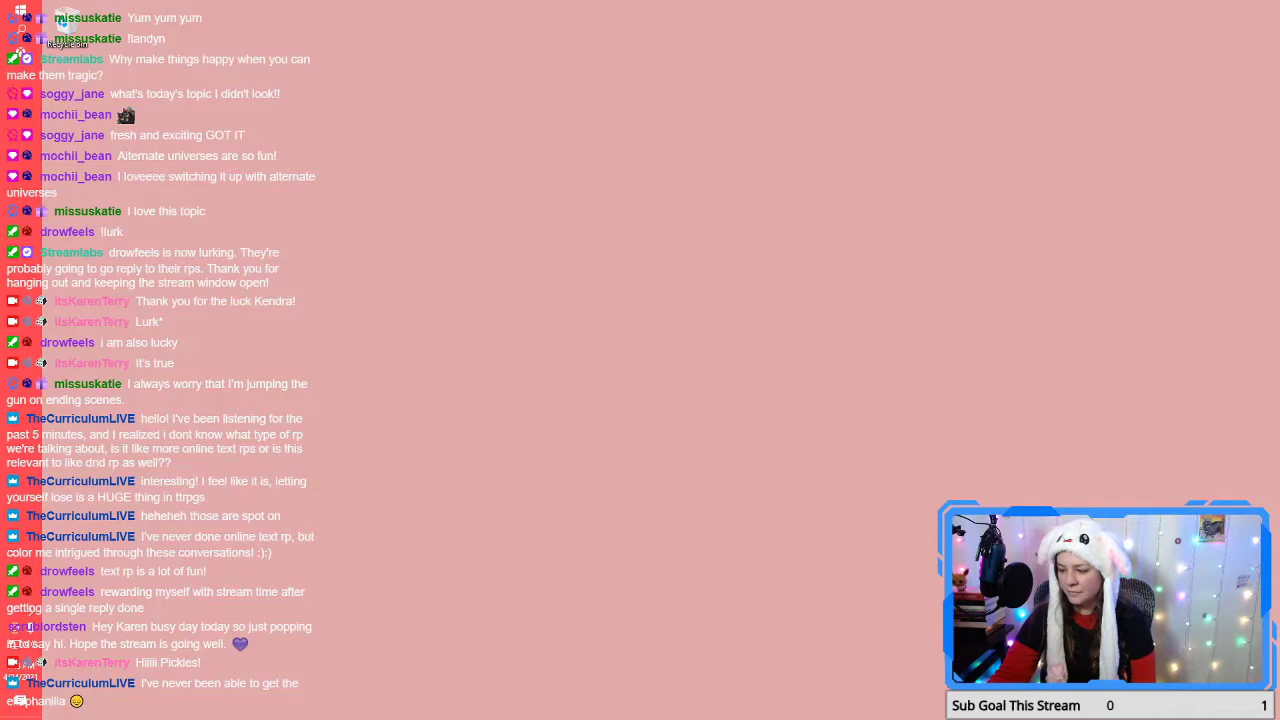 missuskatie Yum yum yum
Recycle Bin
missuskatie !landyn
Streamlabs Why make things happy when you can
make them tragic?
soggy_jane what's today's topic I didn't look!!
mochii_bean
soggy_jane fresh and exciting GOT IT
mochii_bean Alternate universes are so fun!
mochii_bean I loveeee switching it up with alternate
universes
missuskatie I love this topic
drowfeels !lurk
Streamlabs drowfeels is now lurking. They're
probably going to go reply to their rps. Thank you for
hanging out and keeping the stream window open!
itsKarenTerry Thank you for the luck Kendra!
itsKarenTerry Lurk*
drowfeels i am also lucky
itsKarenTerry It's true
missuskatie I always worry that I'm jumping the
gun on ending scenes.
TheCurriculumLIVE hello! I've been listening for the
past 5 minutes, and I realized i dont know what type of rp
we're talking about, is it like more online text rps or is this
relevant to like dnd rp as well??
TheCurriculumLIVE interesting! I feel like it is, letting
yourself lose is a HUGE thing in ttrpgs
TheCurriculumLIVE heheheh those are spot on
TheCurriculumLIVE I've never done online text rp, but
color me intrigued through these conversations! :):)
drowfeels text rp is a lot of fun!
drowfeels rewarding myself with stream time after
getting a single reply done
scrublordsten Hey Karen busy day today so just popping
in to say hi. Hope the stream is going well.
itsKarenTerry Hiiiii Pickles!
TheCurriculumLIVE I've never been able to get the
Sub Goal This Stream 0 1